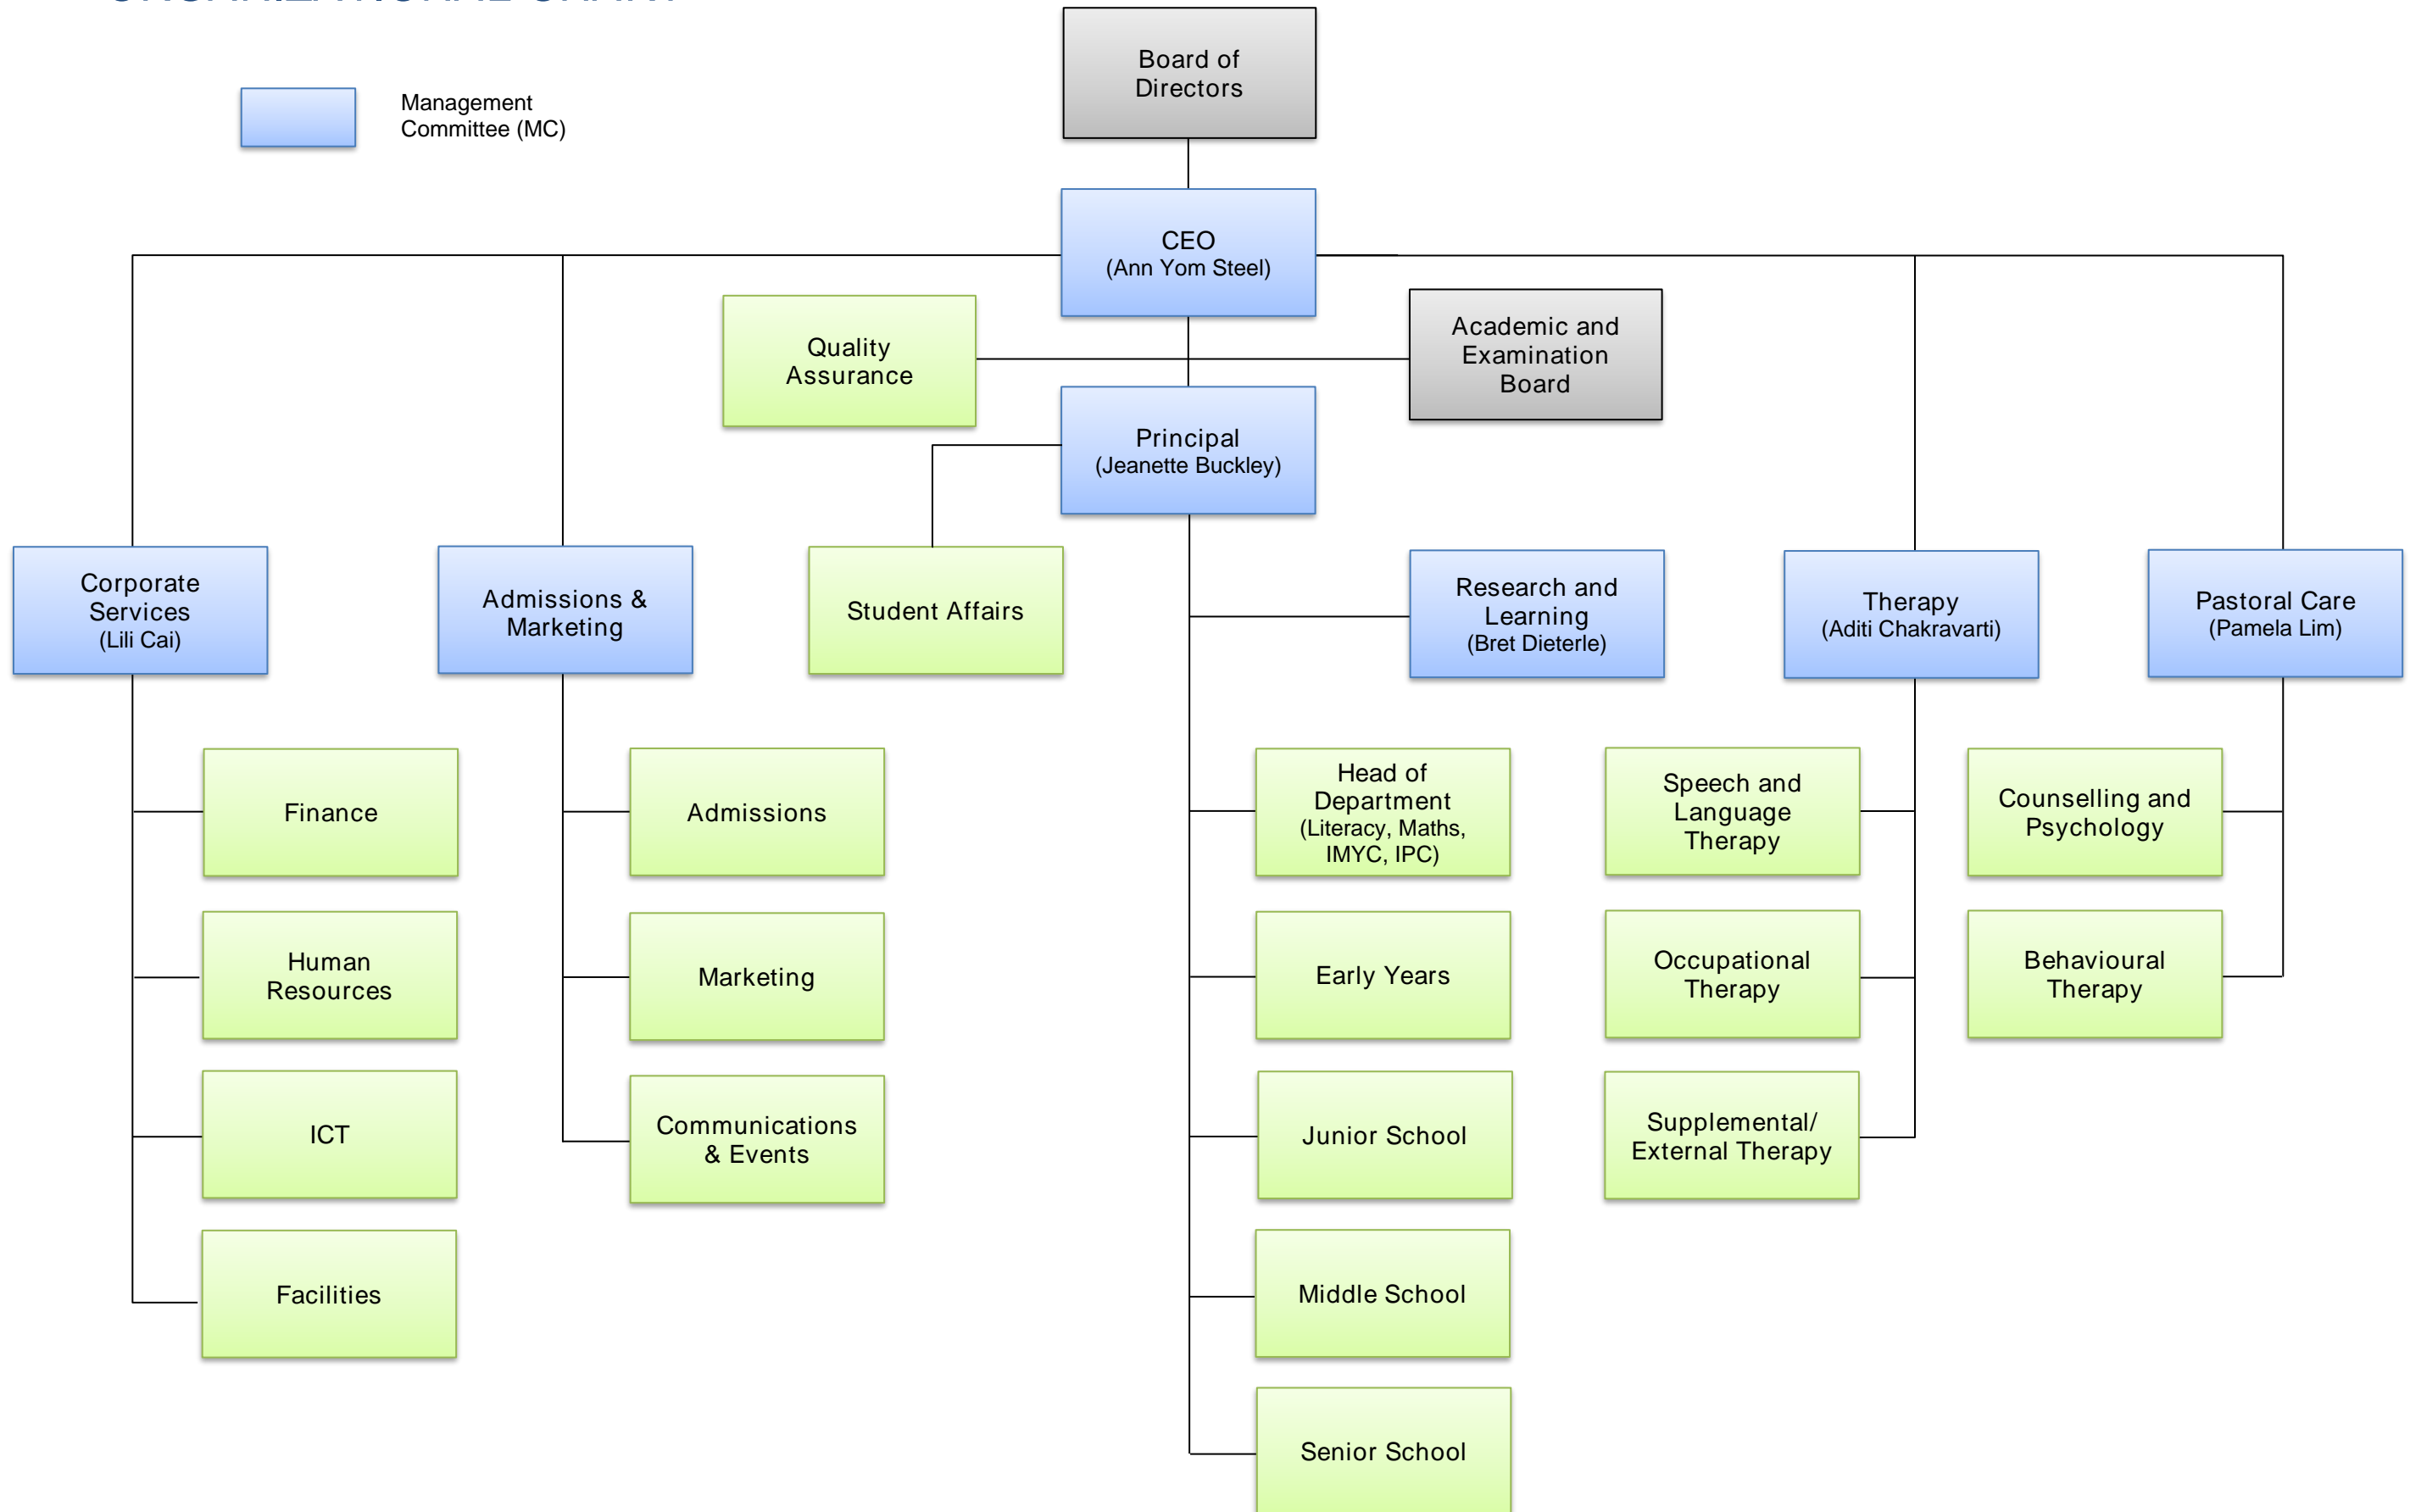 Board of
Directors
Management
Committee (MC)
CEO
(Ann Yom Steel)
Quality
Assurance
Academic and
Examination
Board
Principal
(Jeanette Buckley)
Corporate
Services
(Lili Cai)
Admissions &
Marketing
Student Affairs
Research and
Learning
(Bret Dieterle)
Therapy
(Aditi Chakravarti)
Pastoral Care
(Pamela Lim)
Finance
Admissions
Head of
Department
(Literacy, Maths,
IMYC, IPC)
Speech and
Language
Therapy
Counselling and
Psychology
Human
Resources
Marketing
Early Years
Occupational
Therapy
Behavioural
Therapy
ICT
Communications
& Events
Junior School
Supplemental/
External Therapy
Facilities
Middle School
Senior School